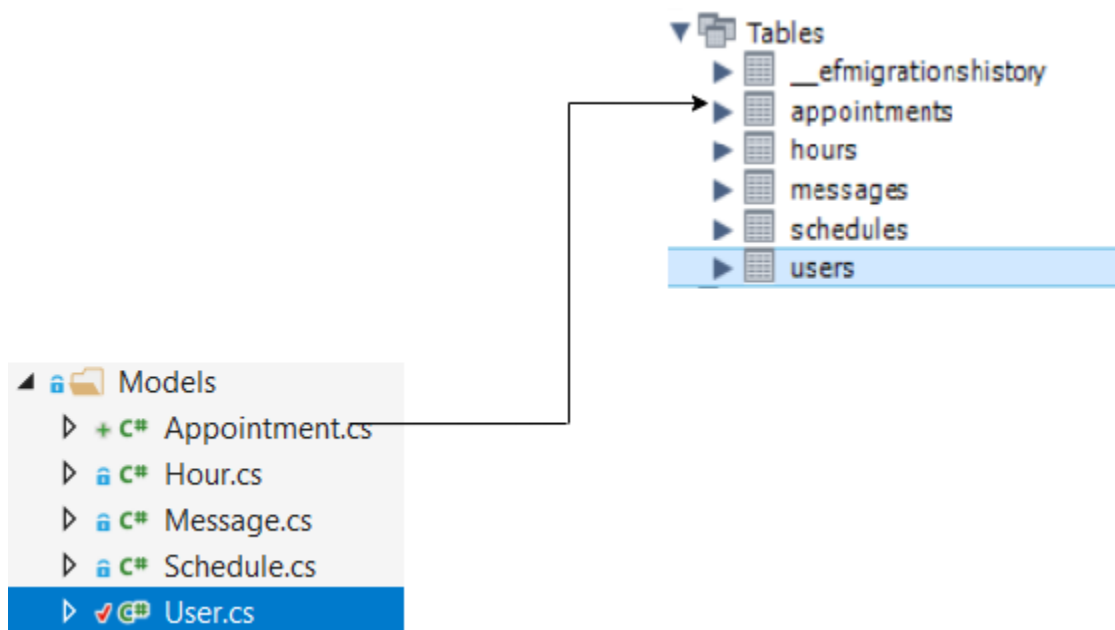 Tables
__efmigrationshistory
appointments
hours
messages
schedules
users
Models
C# Appointment.cs
C# Hour.cs
C# Message.cs
C# Schedule.cs
C# User.cs